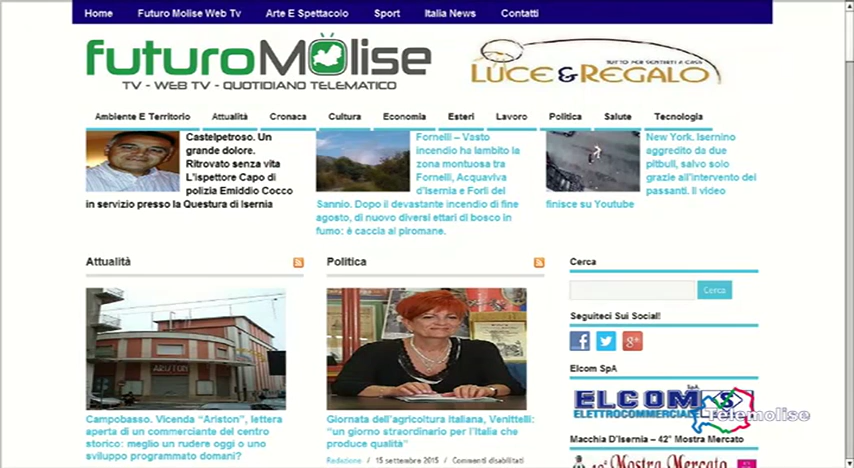 Home Futuro Molise Web Tv Arte E Spettacolo Sport Italia News Contatti
futuroMolise
TV - WEB TV - QUOTIDIANO TELEMATICO
TUTTO PER SENTIRTI A CASA
LUCE & REGALO
Ambiente E Territorio Attualità Cronaca Cultura Economia Esteri Lavoro Politica Salute Tecnologia
Castelpetroso. Un
grande dolore.
Ritrovato senza vita
L'ispettore Capo di
polizia Emiddio Cocco
in servizio presso la Questura di Isernia
Fornelli – Vasto
incendio ha lambito la
zona montuosa tra
Fornelli, Acquaviva
d'Isernia e Forlì del
Sannio. Dopo il devastante incendio di fine
agosto, di nuovo diversi ettari di bosco in
fumo: è caccia al piromane.
New York. Isernino
aggredito da due
pitbull, salvo solo
grazie all'intervento dei
passanti. Il video
finisce su Youtube
Attualità
ARISTON
Campobasso. Vicenda “Ariston”, lettera
aperta di un commerciante del centro
storico: meglio un rudere oggi o uno
sviluppo programmato domani?
Politica
Giornata dell'agricoltura italiana, Venittelli:
“un giorno straordinario per l'Italia che
produce qualità”
Redazione / 15 settembre 2015 / Commenti disabilitati
Cerca
Cerca
Seguiteci Sui Social!
Elcom SpA
SpA
ELCOM
ELETTROCOMMERCIALE
Telemolise
Macchia D'Isernia – 42° Mostra Mercato
Mostra Mercato